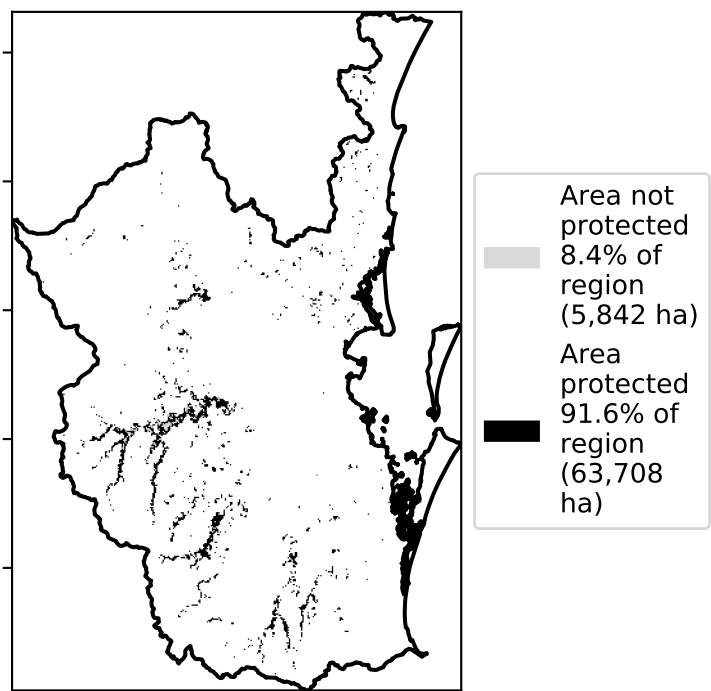 Area not
protected
8.4% of
region
(5,842 ha)
Area
protected
91.6% of
region
(63,708
ha)